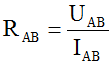 R_AB = U_AB / I_AB